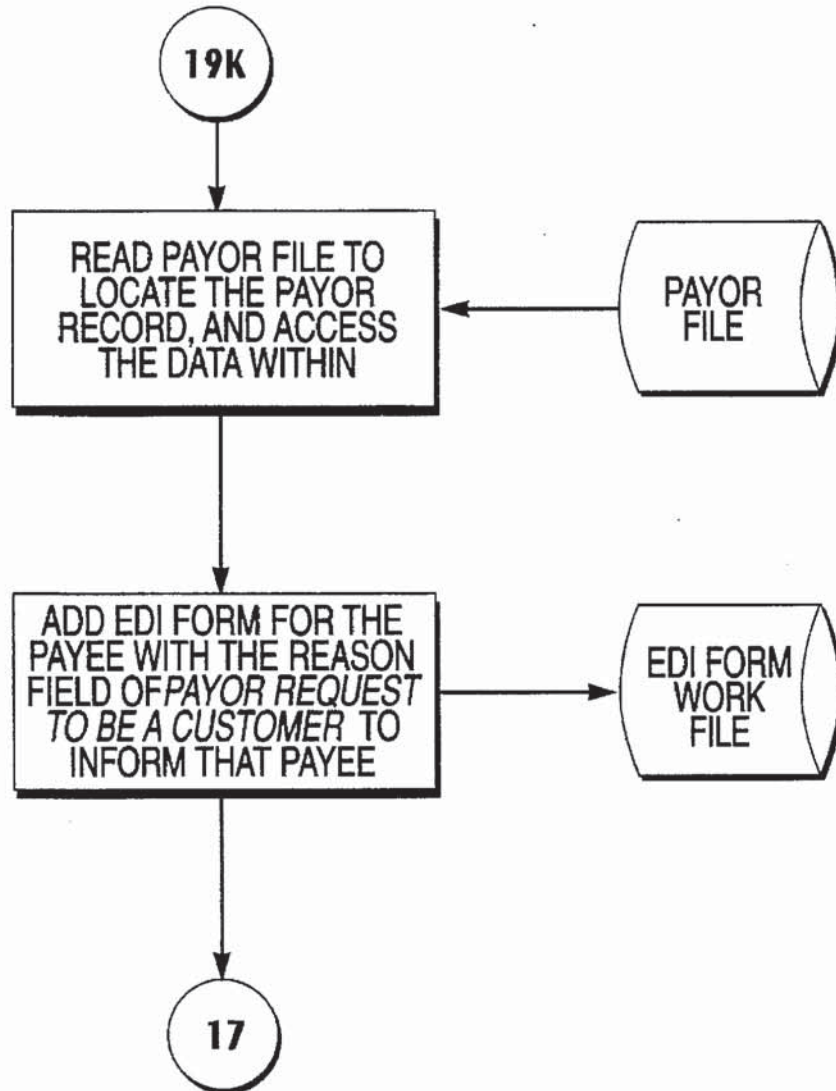 19K
READ PAYOR FILE TO
LOCATE THE PAYOR
RECORD, AND ACCESS
THE DATA WITHIN
PAYOR
FILE
ADD EDI FORM FOR THE
PAYEE WITH THE REASON
FIELD OF PAYOR REQUEST
TO BE A CUSTOMER TO
INFORM THAT PAYEE
EDI FORM
WORK
FILE
17